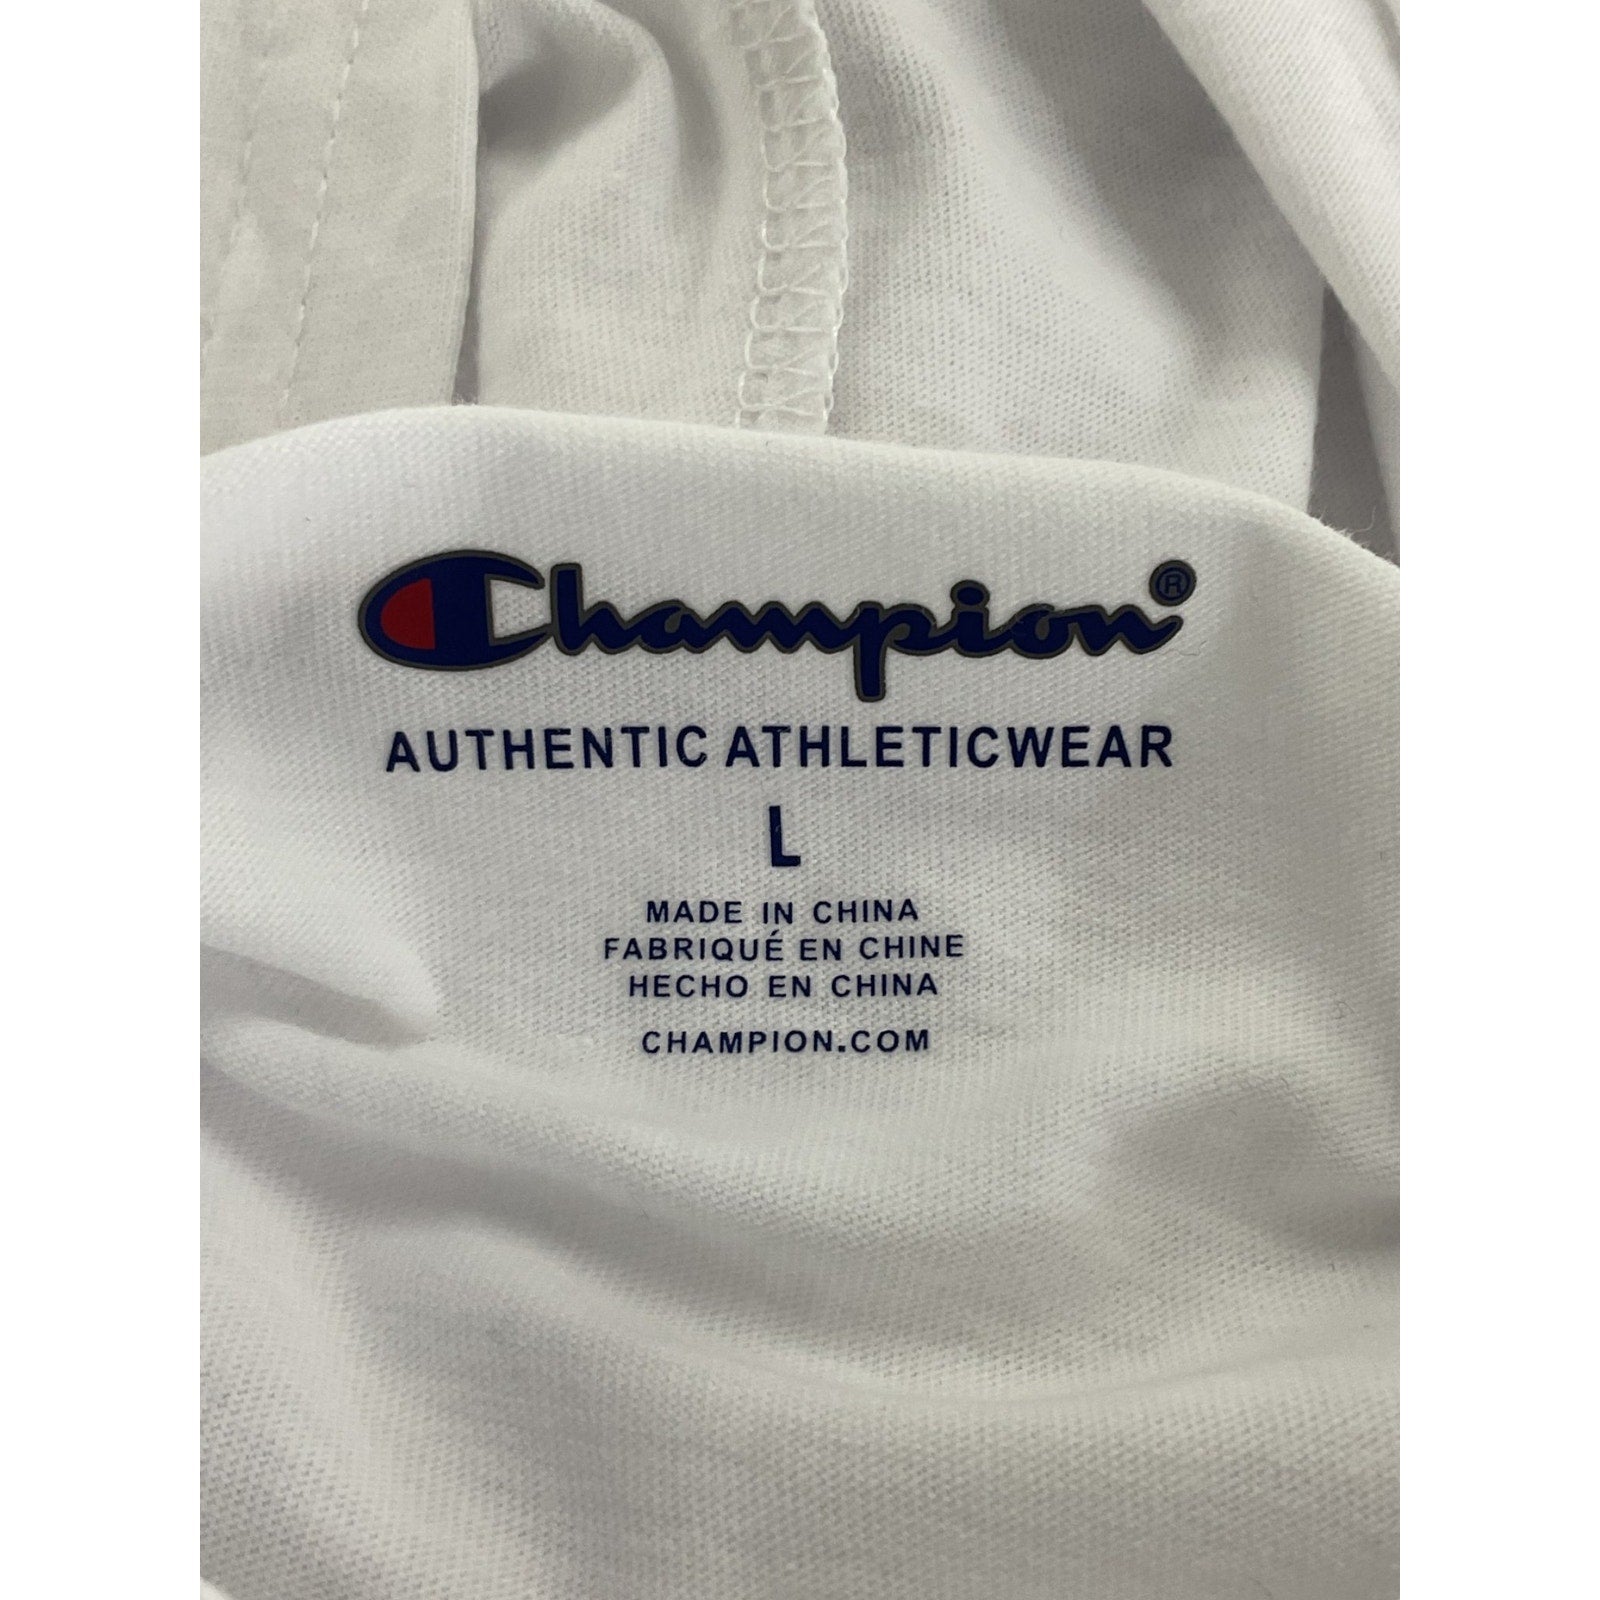 Champion®
AUTHENTIC ATHLETICWEAR
L
MADE IN CHINA
FABRIQUÉ EN CHINE
HECHO EN CHINA
CHAMPION.COM